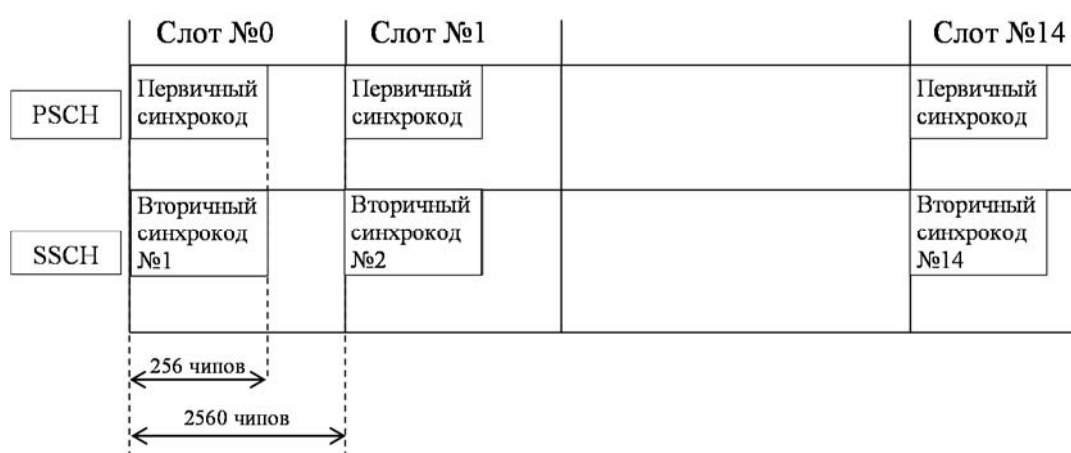 Слот №0
Слот №1
Слот №14
PSCH
Первичный
синхрокод
Первичный
синхрокод
Первичный
синхрокод
SSCH
Вторичный
синхрокод
№1
Вторичный
синхрокод
№2
Вторичный
синхрокод
№14
256 чипов
2560 чипов